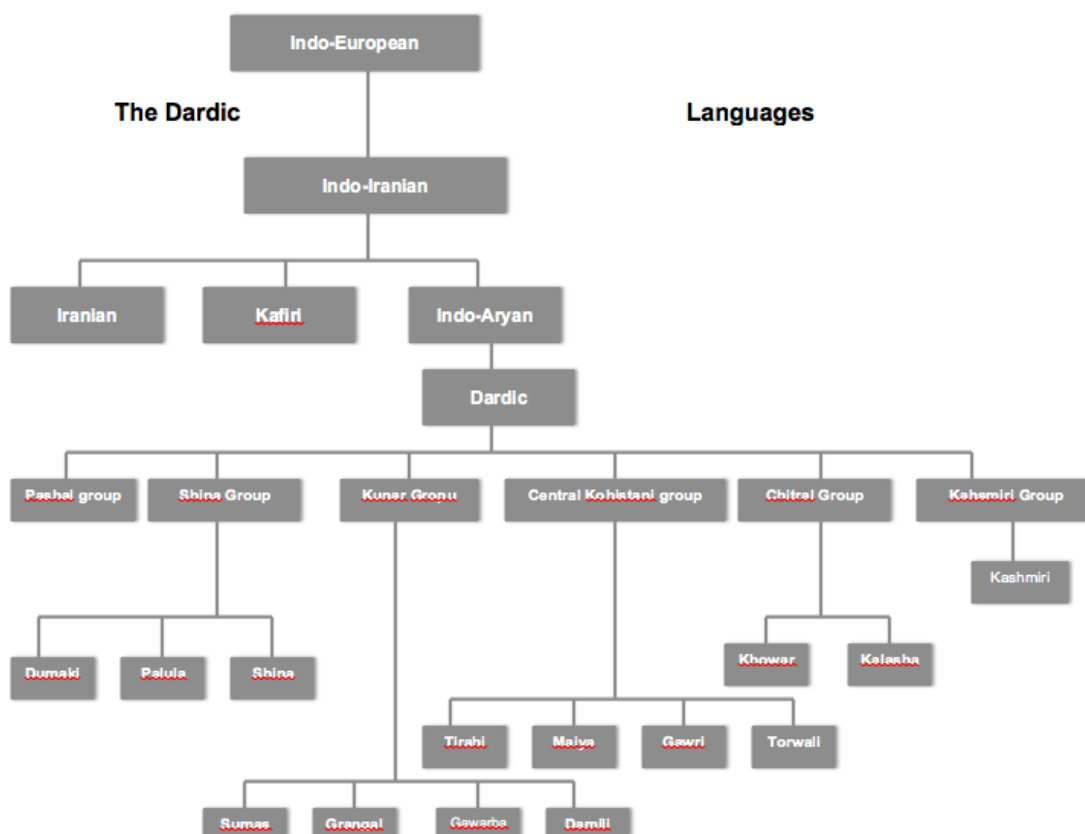 Indo-European
The Dardic Languages
Indo-Iranian
Iranian
Kafiri
Indo-Aryan
Dardic
Pashai group
Shina Group
Kunar Gropu
Central Kohistani group
Chitral Group
Kahsmiri Group
Kashmiri
Dumaki
Palula
Shina
Khowar
Kalasha
Tirahi
Maiya
Gawri
Torwali
Sumas
Grangal
Gawarba
Damili